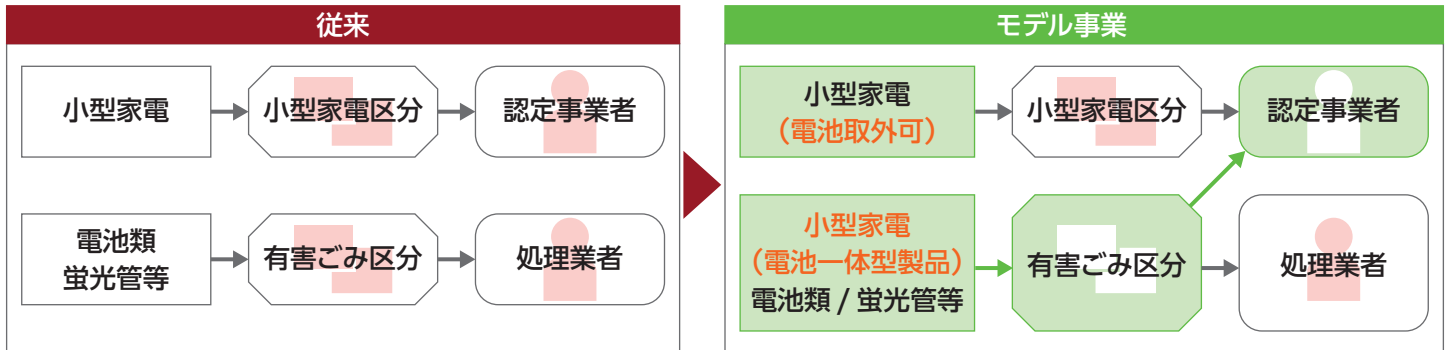 従来
小型家電
小型家電区分
認定事業者
電池類
蛍光管等
有害ごみ区分
処理業者
モデル事業
小型家電
（電池取外可）
小型家電区分
認定事業者
小型家電
（電池一体型製品）
電池類 / 蛍光管等
有害ごみ区分
処理業者